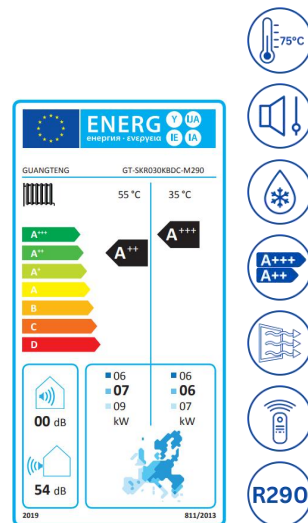 75°C
ENERG Y UA
енергия · ενεργεια IE IA
GUANGTENG GT-SKR030KBDC-M290
55 °C 35 °C
A+++
A++
A+
A
B
C
D
A++
A+++
00 dB
54 dB
06 06
07 06
09 07
kW kW
2019 811/2013
A+++
A++
R290